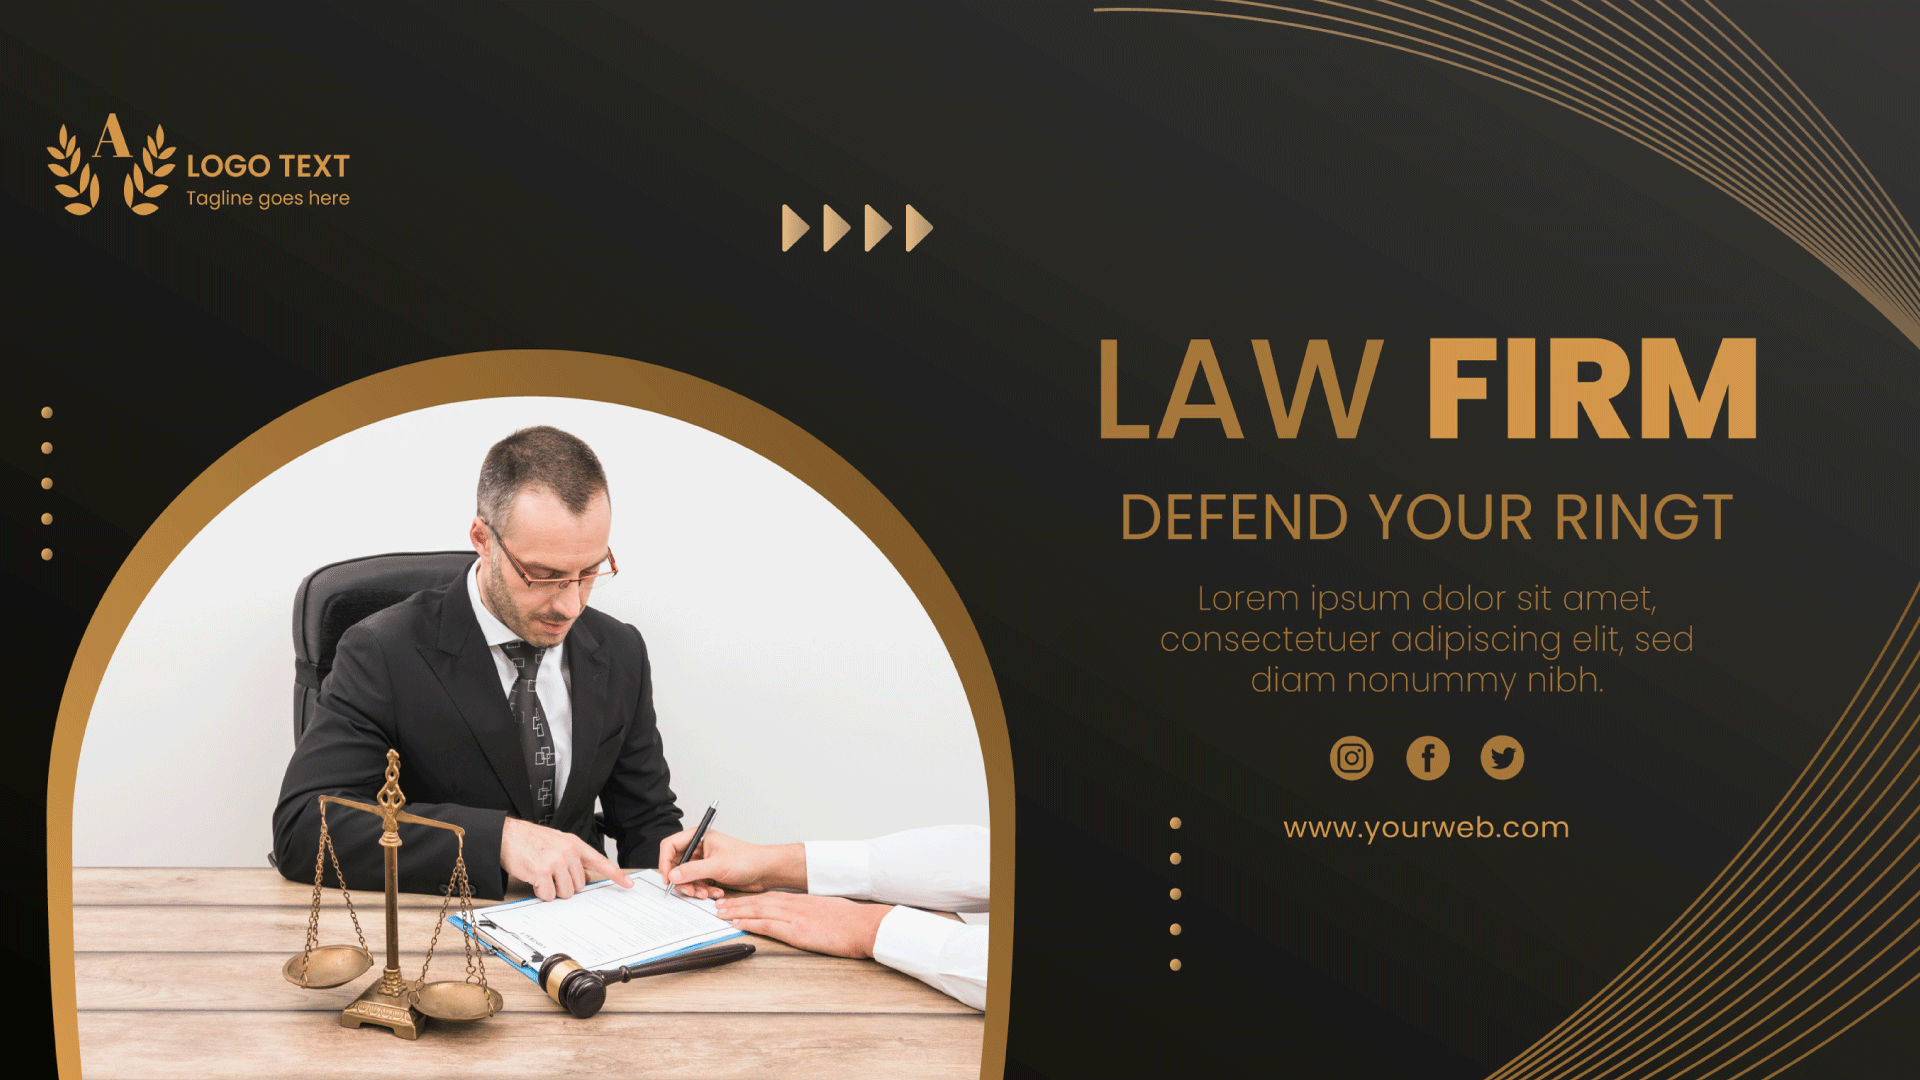 A
LOGO TEXT
Tagline goes here
LAW FIRM
DEFEND YOUR RINGT
Lorem ipsum dolor sit amet,
consectetuer adipiscing elit, sed
diam nonummy nibh.
www.yourweb.com